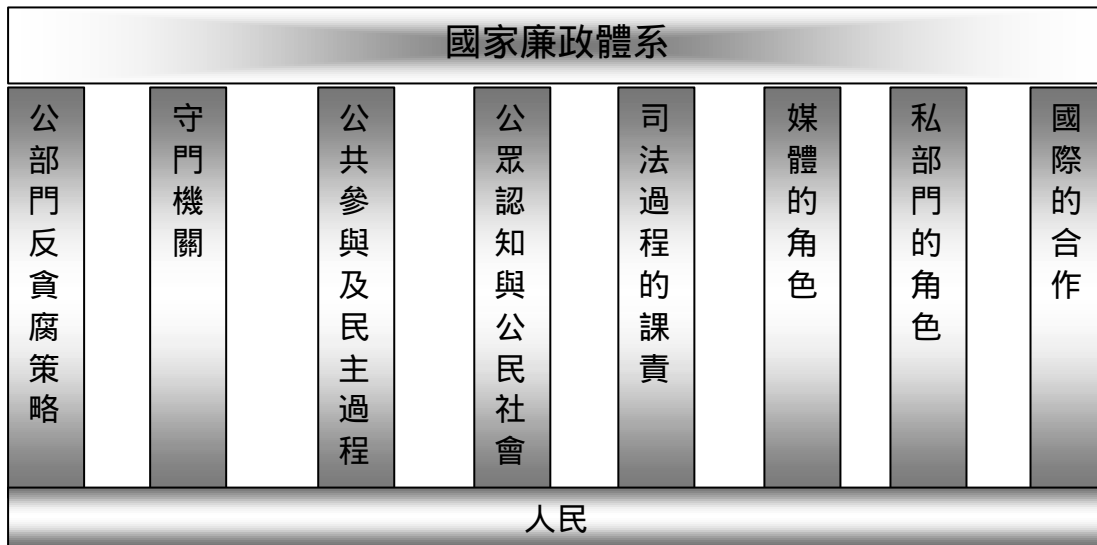 國家廉政體系
公部門反貪腐策略
守門機關
公共參與及民主過程
公眾認知與公民社會
司法過程的課責
媒體的角色
私部門的角色
國際的合作
人民